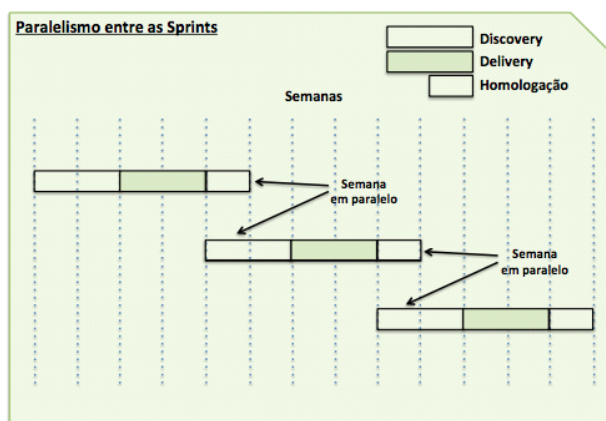 Paralelismo entre as Sprints
Discovery
Delivery
Homologação
Semanas
Semana
em paralelo
Semana
em paralelo